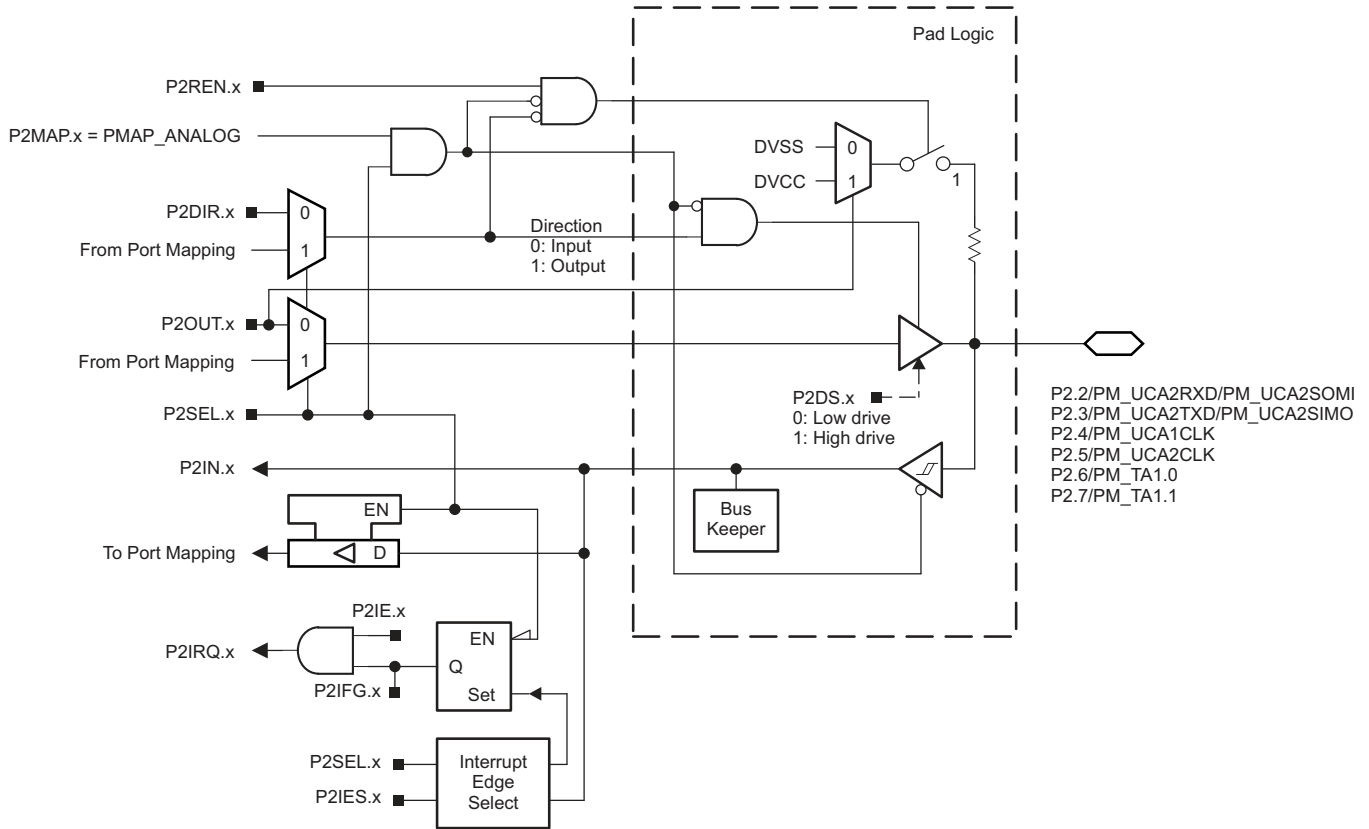 Pad Logic
P2REN.x
P2MAP.x = PMAP_ANALOG
DVSS
0
DVCC
1
1
P2DIR.x
0
From Port Mapping
1
Direction
0: Input
1: Output
P2OUT.x
0
From Port Mapping
1
P2DS.x
0: Low drive
1: High drive
P2SEL.x
P2.2/PM_UCA2RXD/PM_UCA2SOMI
P2.3/PM_UCA2TXD/PM_UCA2SIMO
P2.4/PM_UCA1CLK
P2.5/PM_UCA2CLK
P2.6/PM_TA1.0
P2.7/PM_TA1.1
P2IN.x
Bus
Keeper
EN
To Port Mapping
D
P2IE.x
EN
P2IRQ.x
Q
P2IFG.x
Set
P2SEL.x
P2IES.x
Interrupt
Edge
Select